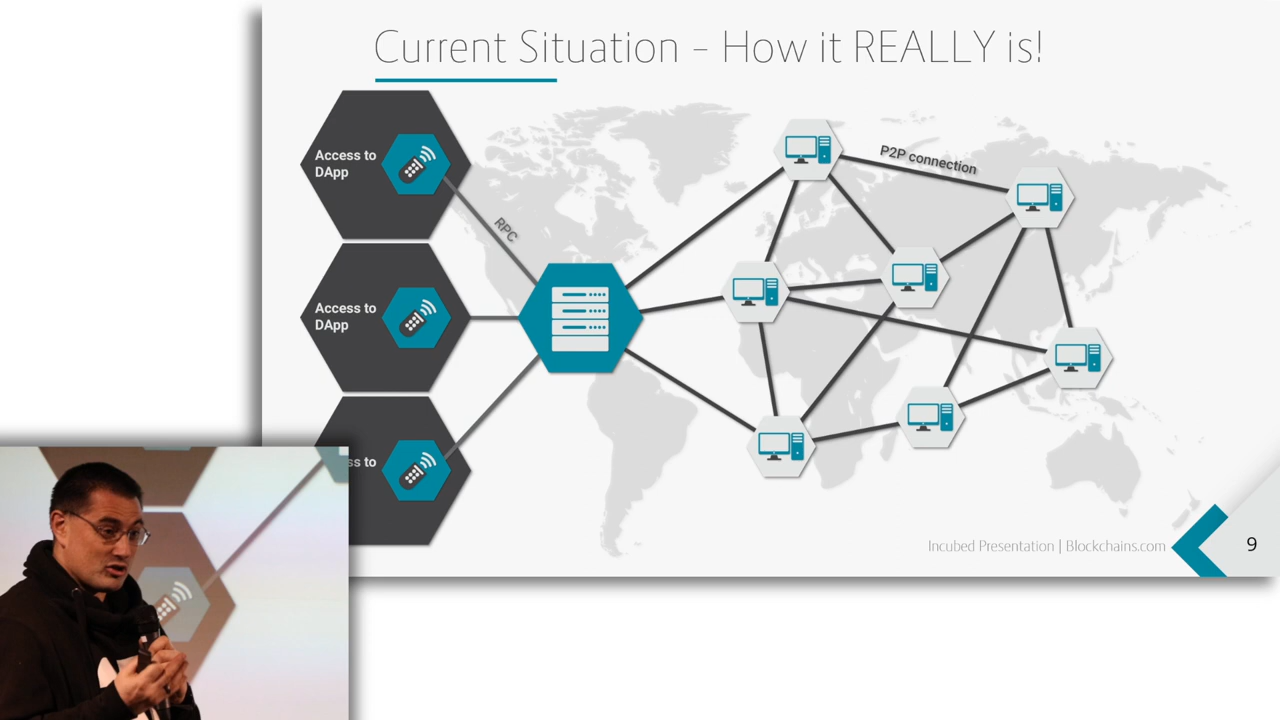 Current Situation - How it REALLY is!
Access to
DApp
RPC
P2P connection
Access to
DApp
ss to
Incubed Presentation | Blockchains.com
9